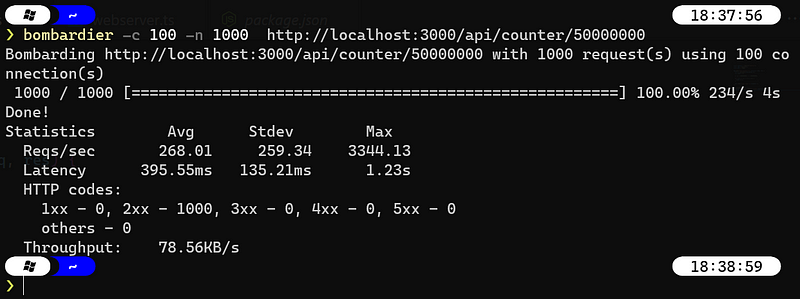 webserver.ts package.json
~ 18:37:56
❯ bombardier -c 100 -n 1000  http://localhost:3000/api/counter/50000000
Bombarding http://localhost:3000/api/counter/50000000 with 1000 request(s) using 100 co
nnection(s)
 1000 / 1000 [======================================================] 100.00% 234/s 4s
Done!
Statistics        Avg      Stdev        Max
  Reqs/sec       268.01     259.34    3344.13
  Latency      395.55ms   135.21ms      1.23s
  HTTP codes:
    1xx - 0, 2xx - 1000, 3xx - 0, 4xx - 0, 5xx - 0
    others - 0
  Throughput:    78.56KB/s
~ 18:38:59
❯